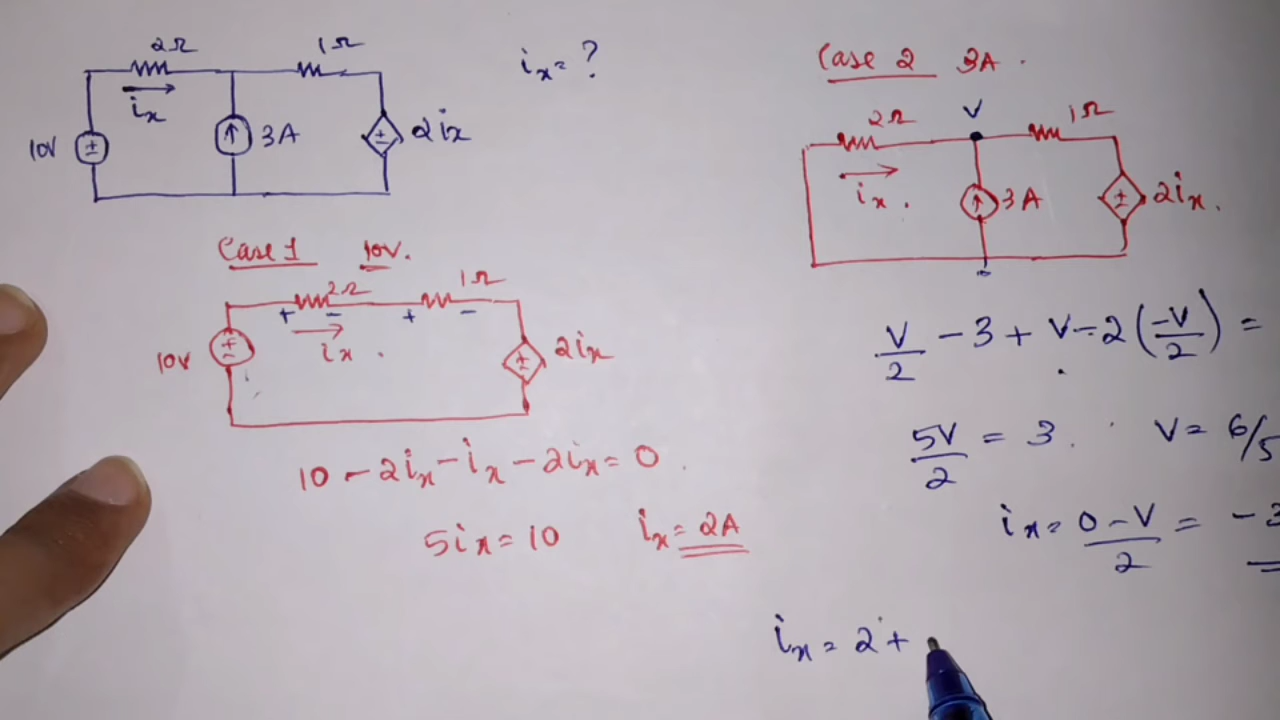 2Ω 1Ω
iₓ = ?
iₓ
10V 3A 2iₓ
Case 1 10V.
2Ω 1Ω
+ − + −
iₓ .
10V 2iₓ
10 − 2iₓ − iₓ − 2iₓ = 0
5iₓ = 10 iₓ = 2A
Case 2 3A .
V
2Ω 1Ω
iₓ . 3A 2iₓ .
V/2 − 3 + V − 2(−V/2) =
5V/2 = 3 . V = 6/5
iₓ = (0 − V)/2 = −3
iₓ = 2 +